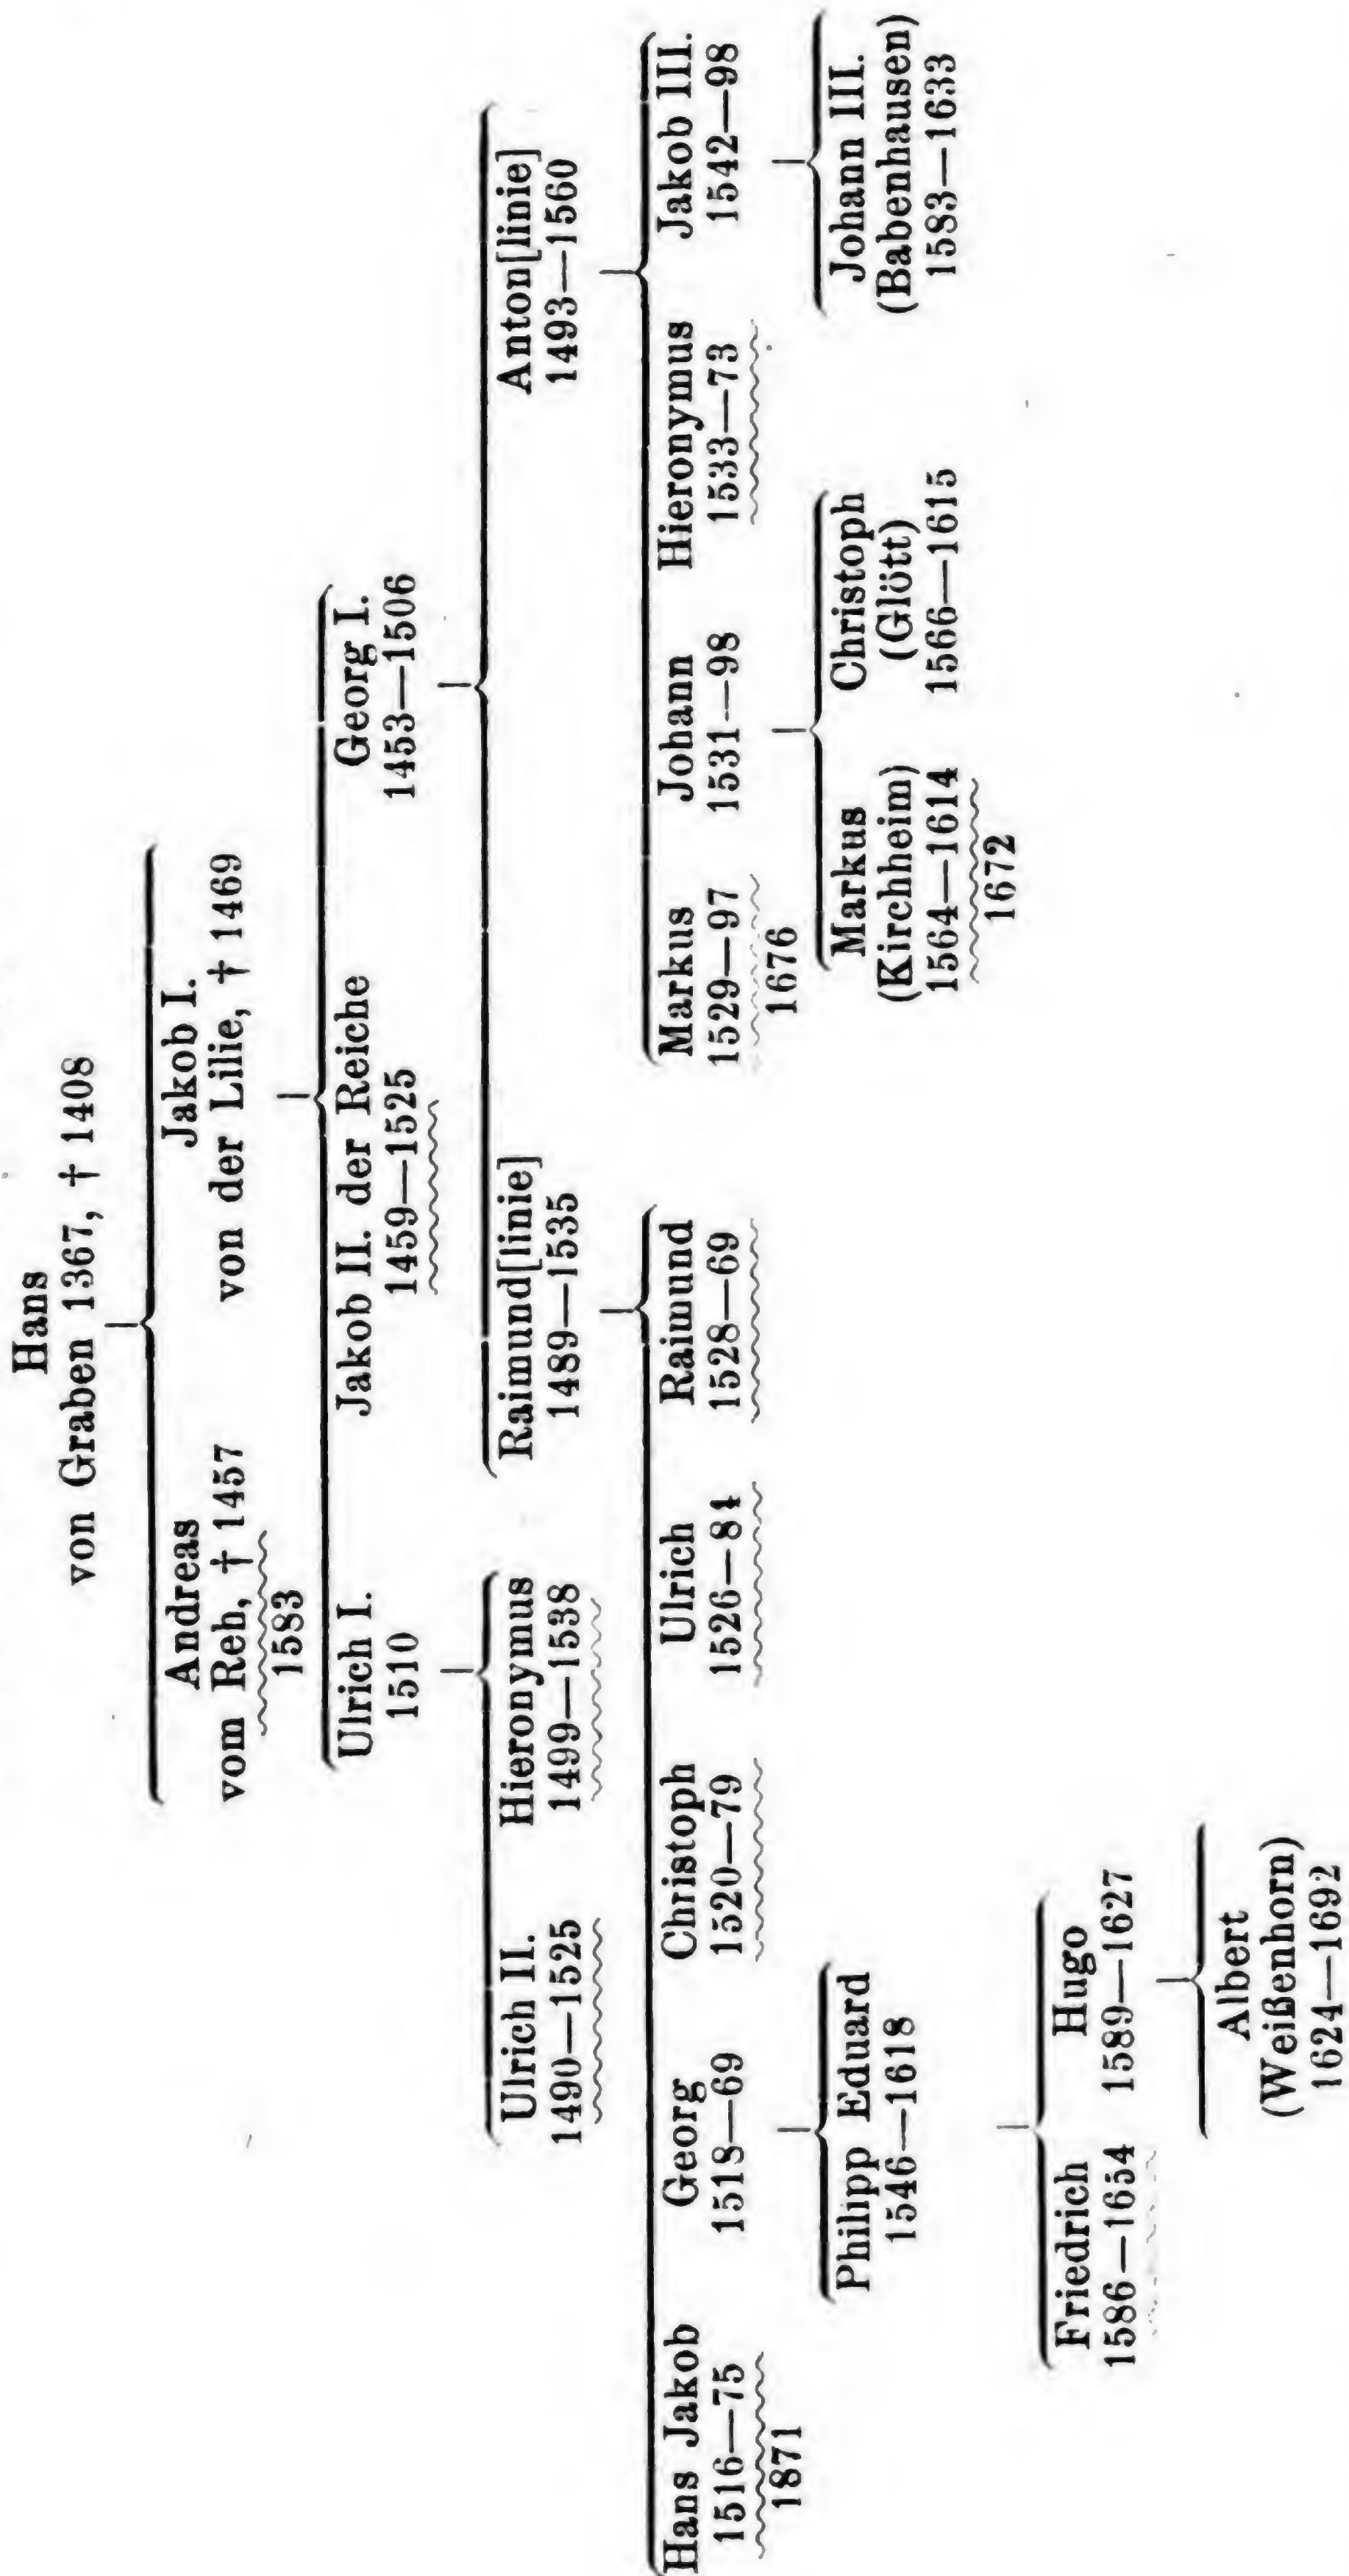 Hans
von Graben 1367, † 1408
Andreas
vom Reh, † 1457
1583
Jakob I.
von der Lilie, † 1469
Ulrich I.
1510
Jakob II. der Reiche
1459—1525
Georg I.
1453—1506
Ulrich II.
1490—1525
Hieronymus
1499—1538
Raimund[linie]
1489—1535
Anton[linie]
1493—1560
Hans Jakob
1516—75
1871
Georg
1518—69
Christoph
1520—79
Ulrich
1526—84
Raimund
1528—69
Markus
1529—97
1676
Johann
1531—98
Hieronymus
1533—73
Jakob III.
1542—98
Philipp Eduard
1546—1618
Markus
(Kirchheim)
1564—1614
1672
Christoph
(Glött)
1566—1615
Johann III.
(Babenhausen)
1583—1633
Friedrich
1586—1654
Hugo
1589—1627
Albert
(Weißenhorn)
1624—1692